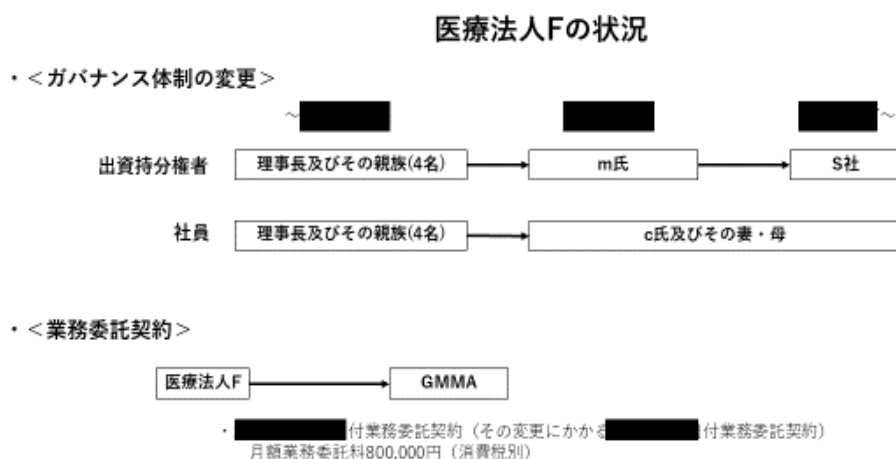 医療法人Fの状況
・＜ガバナンス体制の変更＞
～
～
出資持分権者 理事長及びその親族(4名) m氏 S社
社員 理事長及びその親族(4名) c氏及びその妻・母
・＜業務委託契約＞
医療法人F GMMA
・ 付業務委託契約（その変更にかかる 付業務委託契約）
月額業務委託料800,000円（消費税別）